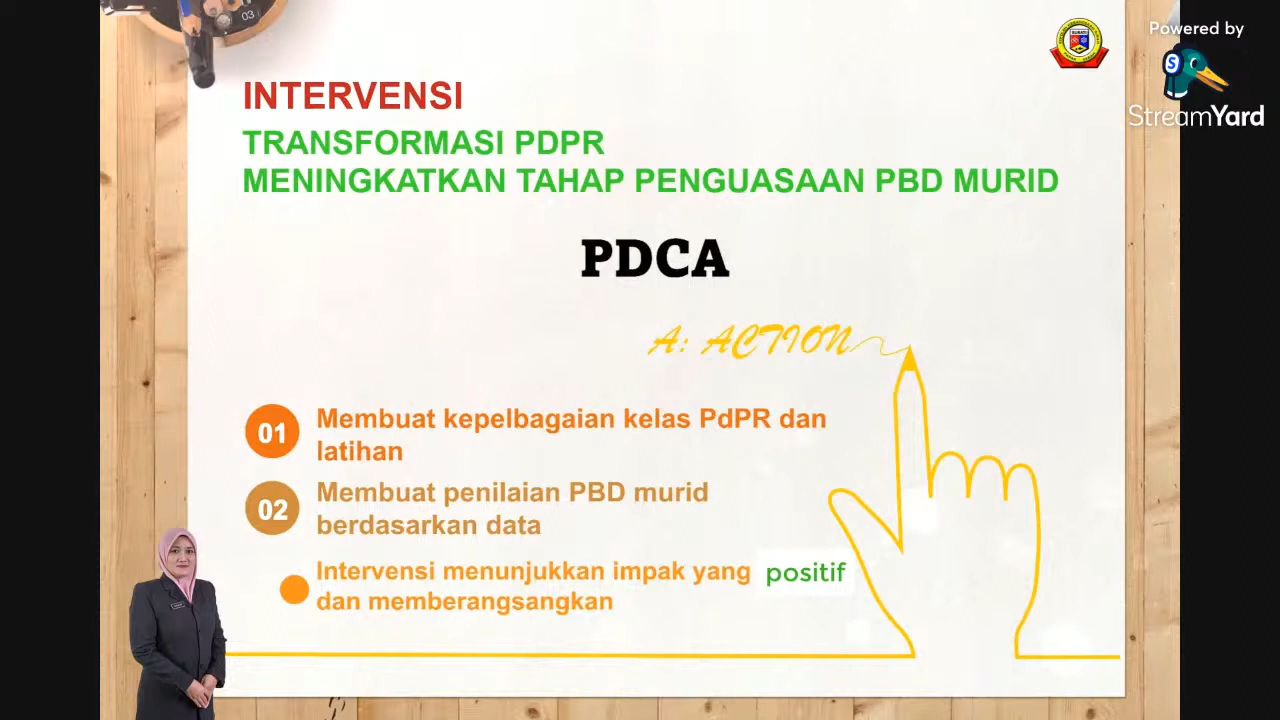 03
Powered by
StreamYard
INTERVENSI
TRANSFORMASI PDPR
MENINGKATKAN TAHAP PENGUASAAN PBD MURID
PDCA
A: ACTION
01 Membuat kepelbagaian kelas PdPR dan
latihan
02 Membuat penilaian PBD murid
berdasarkan data
Intervensi menunjukkan impak yang positif
dan memberangsangkan